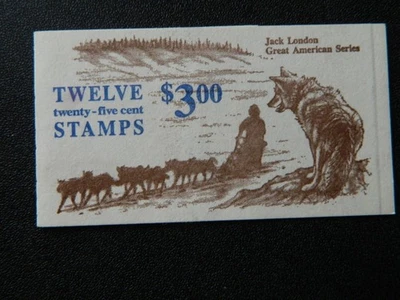 Jack London
Great American Series
TWELVE
twenty-five cent
STAMPS
$3.00